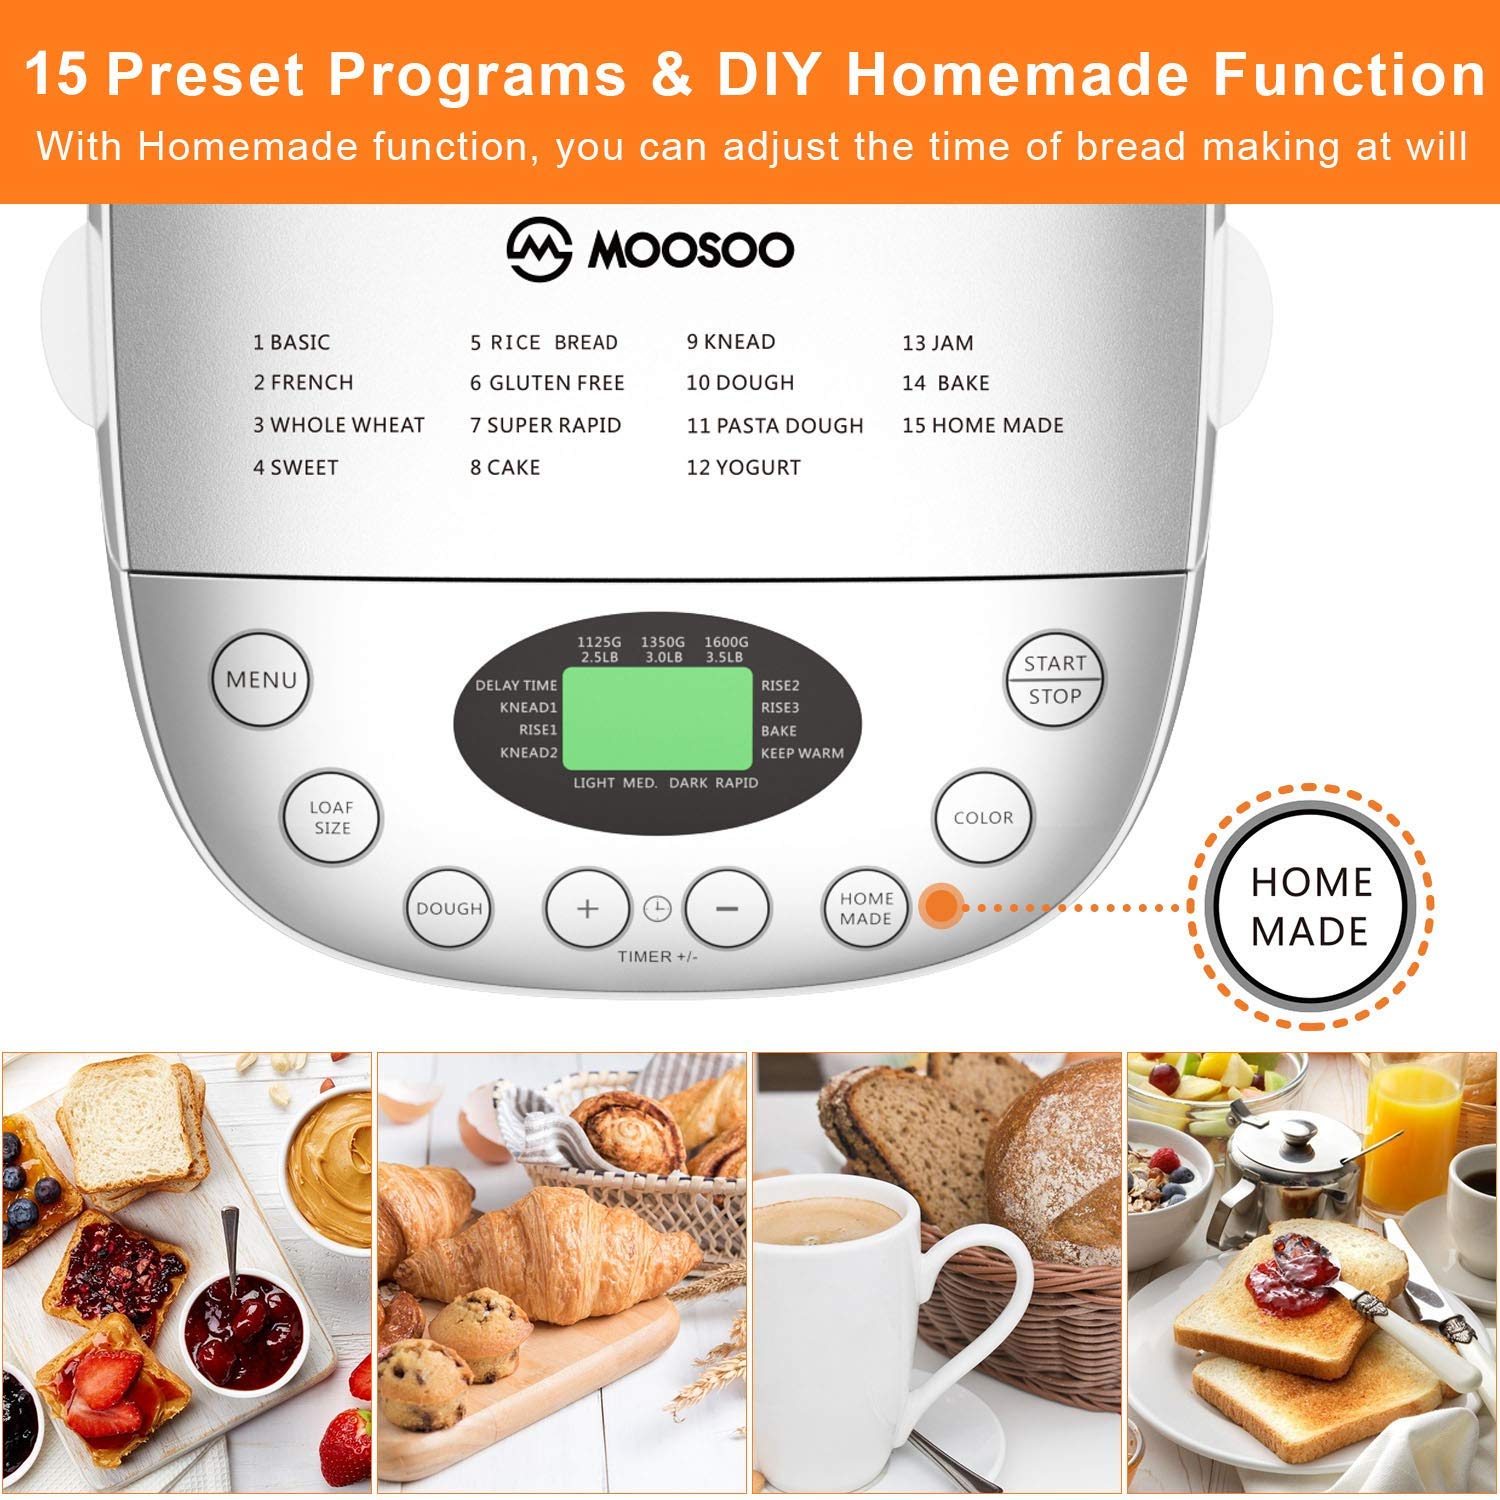 15 Preset Programs & DIY Homemade Function
With Homemade function, you can adjust the time of bread making at will
MOOSOO
1 BASIC
2 FRENCH
3 WHOLE WHEAT
4 SWEET
5 RICE BREAD
6 GLUTEN FREE
7 SUPER RAPID
8 CAKE
9 KNEAD
10 DOUGH
11 PASTA DOUGH
12 YOGURT
13 JAM
14 BAKE
15 HOME MADE
MENU
LOAF
SIZE
DOUGH
1125G 1350G 1600G
2.5LB 3.0LB 3.5LB
DELAY TIME
KNEAD1
RISE1
KNEAD2
RISE2
RISE3
BAKE
KEEP WARM
LIGHT MED. DARK RAPID
+
-
TIMER +/-
START
STOP
COLOR
HOME
MADE
HOME
MADE